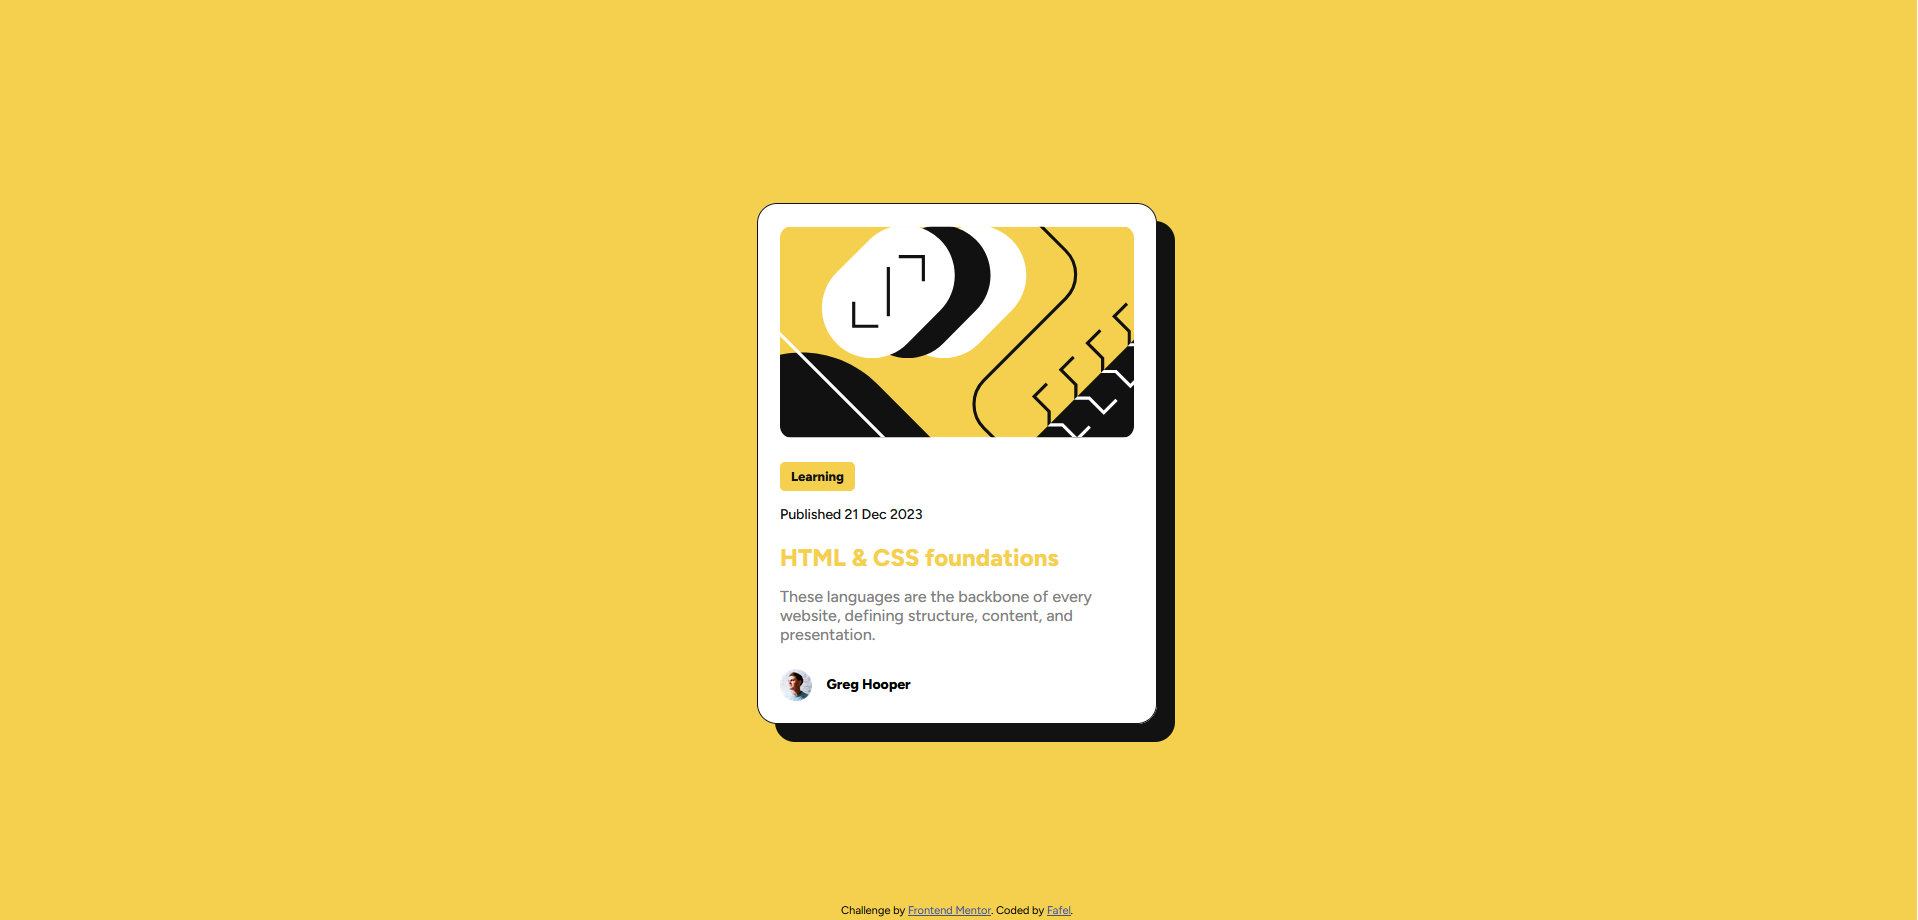 Learning
Published 21 Dec 2023
HTML & CSS foundations
These languages are the backbone of every
website, defining structure, content, and
presentation.
Greg Hooper
Challenge by Frontend Mentor. Coded by Fafel.